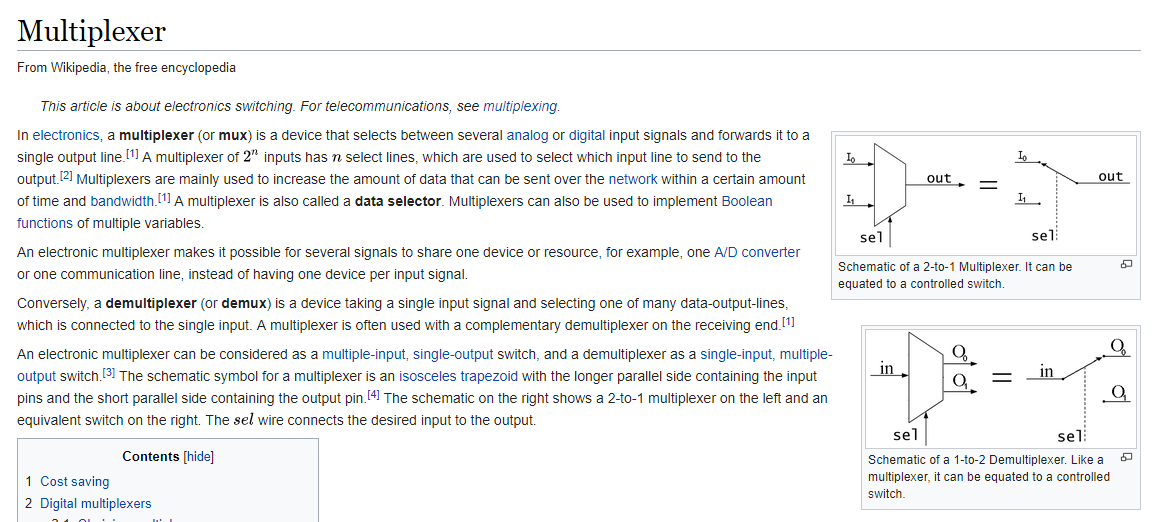 Multiplexer
From Wikipedia, the free encyclopedia
This article is about electronics switching. For telecommunications, see multiplexing.
In electronics, a multiplexer (or mux) is a device that selects between several analog or digital input signals and forwards it to a
single output line.[1] A multiplexer of 2ⁿ inputs has n select lines, which are used to select which input line to send to the
output.[2] Multiplexers are mainly used to increase the amount of data that can be sent over the network within a certain amount
of time and bandwidth.[1] A multiplexer is also called a data selector. Multiplexers can also be used to implement Boolean
functions of multiple variables.
An electronic multiplexer makes it possible for several signals to share one device or resource, for example, one A/D converter
or one communication line, instead of having one device per input signal.
Conversely, a demultiplexer (or demux) is a device taking a single input signal and selecting one of many data-output-lines,
which is connected to the single input. A multiplexer is often used with a complementary demultiplexer on the receiving end.[1]
An electronic multiplexer can be considered as a multiple-input, single-output switch, and a demultiplexer as a single-input, multiple-
output switch.[3] The schematic symbol for a multiplexer is an isosceles trapezoid with the longer parallel side containing the input
pins and the short parallel side containing the output pin.[4] The schematic on the right shows a 2-to-1 multiplexer on the left and an
equivalent switch on the right. The sel wire connects the desired input to the output.
Contents [hide]
1 Cost saving
2 Digital multiplexers
I₀
I₁
out
sel
=
I₀
I₁
out
sel
Schematic of a 2-to-1 Multiplexer. It can be
equated to a controlled switch.
in
O₀
O₁
sel
=
in
O₀
O₁
sel
Schematic of a 1-to-2 Demultiplexer. Like a
multiplexer, it can be equated to a controlled
switch.